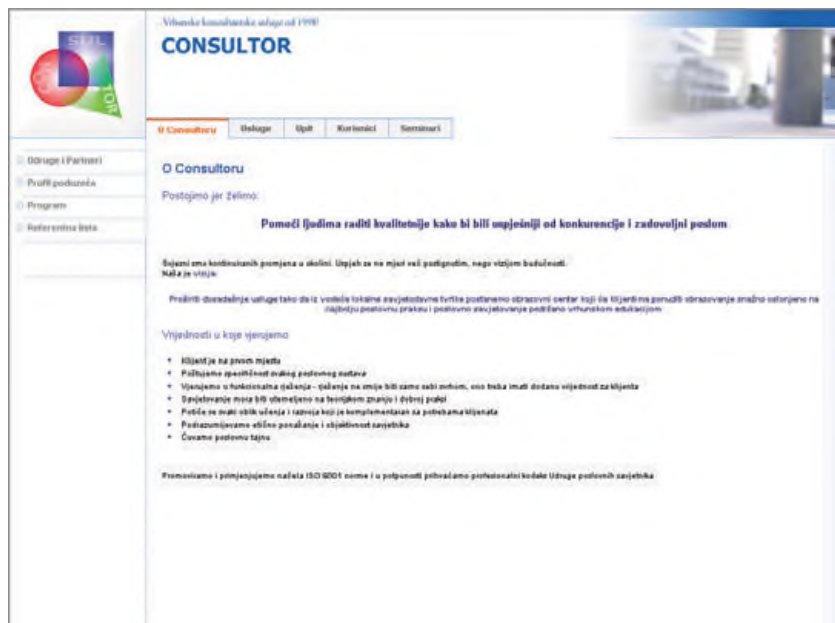 Vrhunske konzultantske usluge od 1990
CONSULTOR
CON
SUL
TOR
O Consultoru
Usluge
Upit
Korisnici
Seminari
Udruge i Partneri
Profil poduzeća
Program
Referentna lista
O Consultoru
Postojimo jer želimo:
Pomoći ljudima raditi kvalitetnije kako bi bili uspješniji od konkurencije i zadovoljni poslom
Svjesni smo kontinuiranih promjena u okolini. Uspjeh se ne mjeri već postignutim, nego vizijom budućnosti.
Naša je vizija:
Proširiti dosadašnje usluge tako da iz vodeće lokalne savjetodavne tvrtke postanemo obrazovni centar koji će klijentima ponuditi obrazovanje snažno oslonjeno na
najbolju poslovnu praksu i poslovno savjetovanje podržano vrhunskom edukacijom
Vrijednosti u koje vjerujemo
Klijent je na prvom mjestu
Poštujemo specifičnost svakog poslovnog sustava
Vjerujemo u funkcionalna rješenja - rješenje ne smije biti samo sebi svrhom, ono treba imati dodanu vrijednost za klijenta
Savjetovanje mora biti utemeljeno na teorijskom znanju i dobroj praksi
Potiče se svaki oblik učenja i razvoja koji je komplementaran sa potrebama klijenata
Podrazumijevamo etično ponašanje i objektivnost savjetnika
Čuvamo poslovnu tajnu
Promoviramo i primjenjujemo načela ISO 9001 norme i u potpunosti prihvaćamo profesionalni kodeks Udruge poslovnih savjetnika